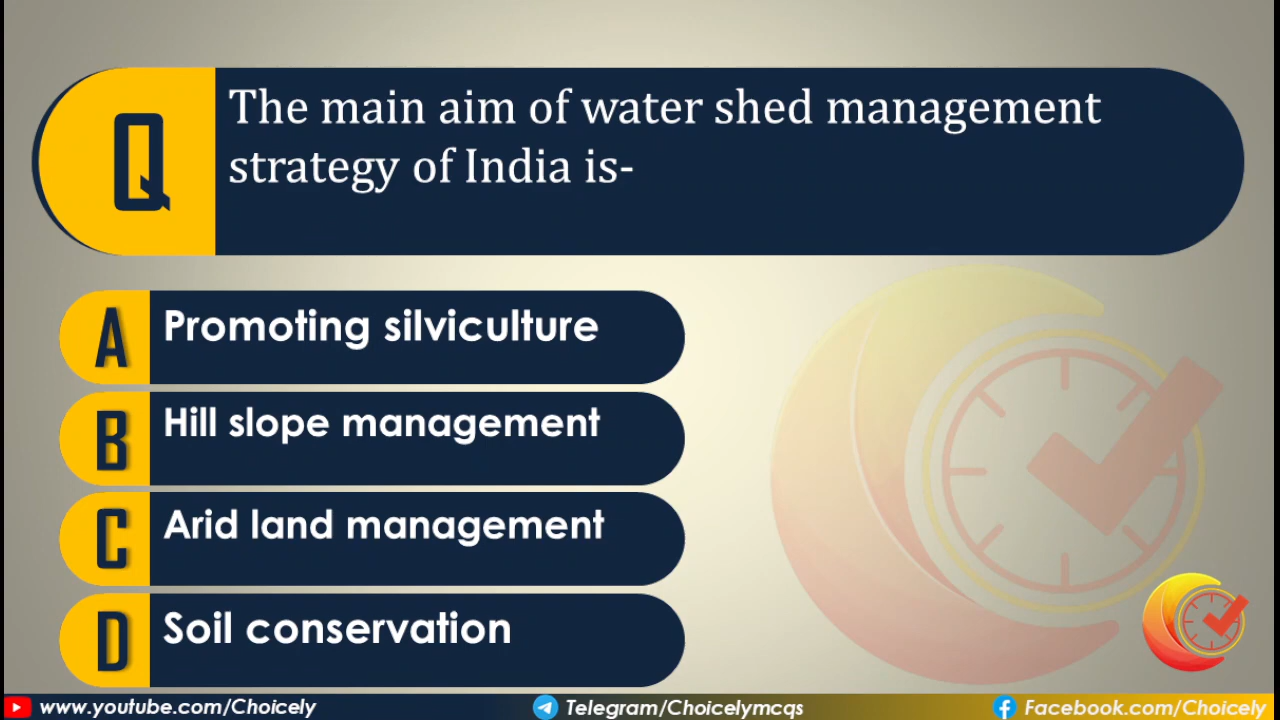 Q
The main aim of water shed management
strategy of India is-
A
Promoting silviculture
B
Hill slope management
C
Arid land management
D
Soil conservation
www.youtube.com/Choicely
Telegram/Choicelymcqs
Facebook.com/Choicely